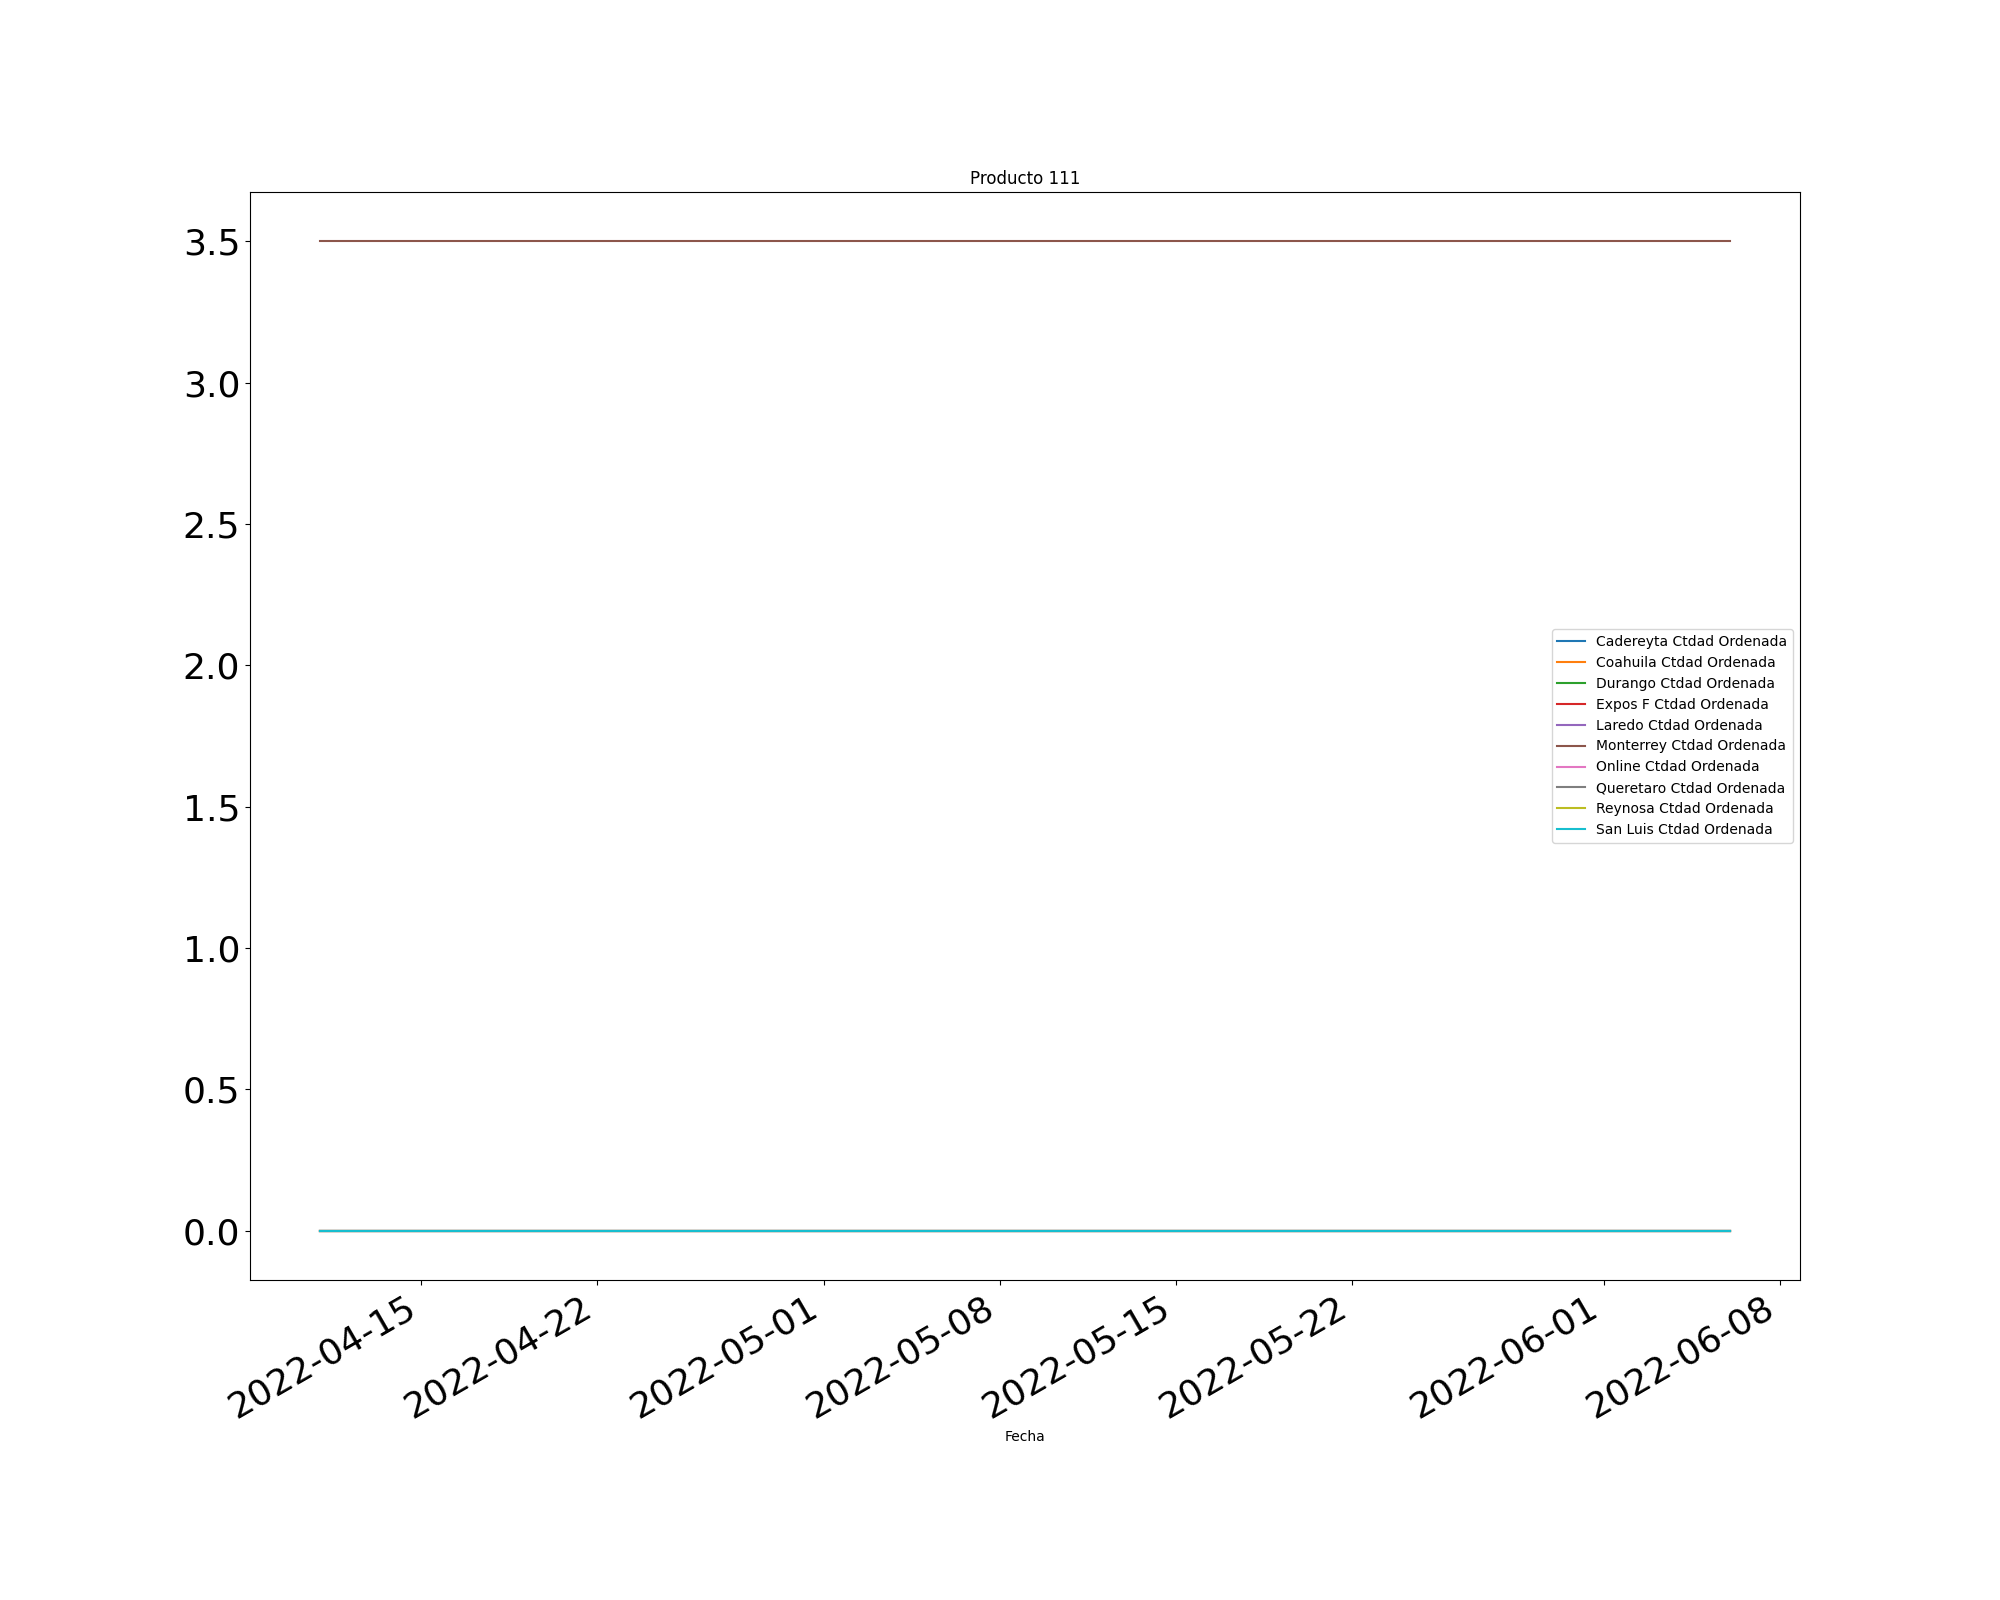 Producto 111
3.5
3.0
2.5
2.0
1.5
1.0
0.5
0.0
Cadereyta Ctdad Ordenada
Coahuila Ctdad Ordenada
Durango Ctdad Ordenada
Expos F Ctdad Ordenada
Laredo Ctdad Ordenada
Monterrey Ctdad Ordenada
Online Ctdad Ordenada
Queretaro Ctdad Ordenada
Reynosa Ctdad Ordenada
San Luis Ctdad Ordenada
2022-04-15
2022-04-22
2022-05-01
2022-05-08
2022-05-15
2022-05-22
2022-06-01
2022-06-08
Fecha